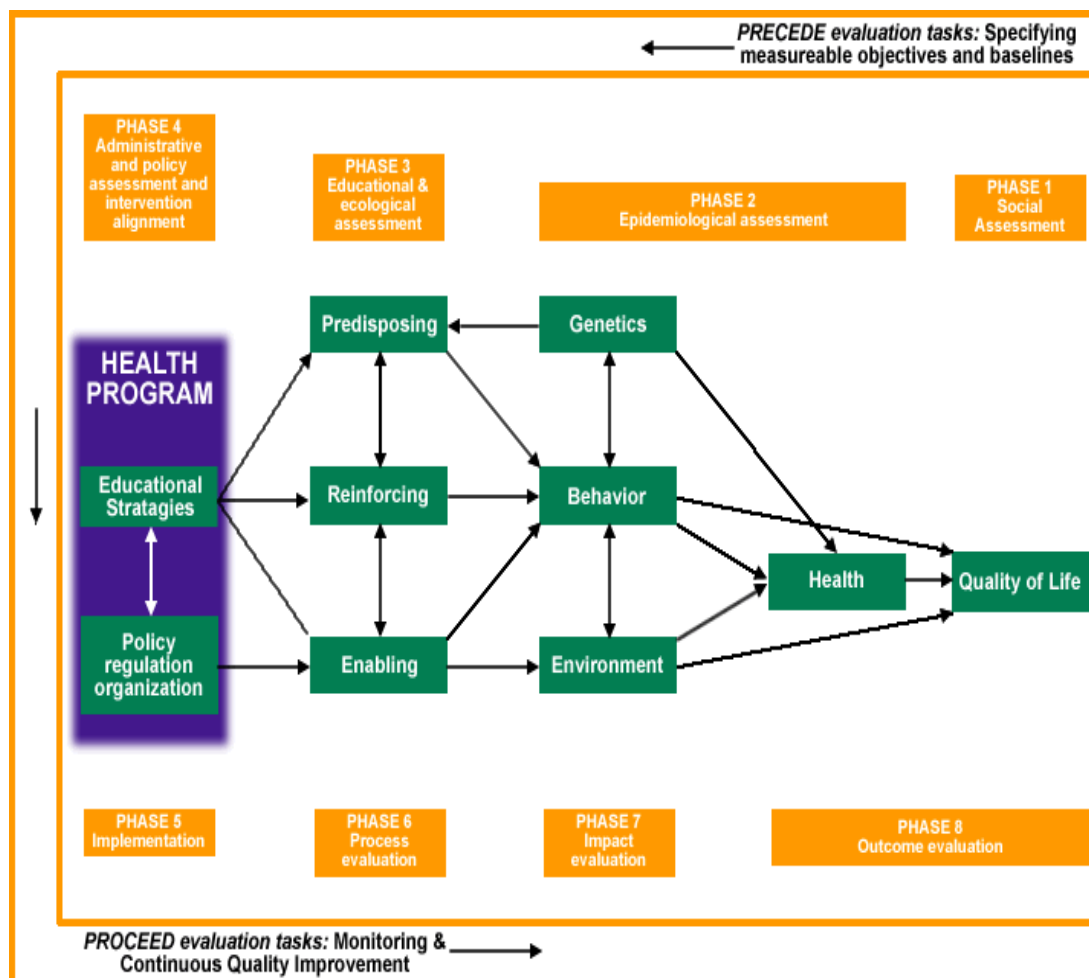 PRECEDE evaluation tasks: Specifying
measureable objectives and baselines
PHASE 4
Administrative
and policy
assessment and
intervention
alignment
PHASE 3
Educational &
ecological
assessment
PHASE 2
Epidemiological assessment
PHASE 1
Social
Assessment
HEALTH
PROGRAM
Predisposing
Genetics
Educational
Stratagies
Reinforcing
Behavior
Health
Quality of Life
Policy
regulation
organization
Enabling
Environment
PHASE 5
Implementation
PHASE 6
Process
evaluation
PHASE 7
Impact
evaluation
PHASE 8
Outcome evaluation
PROCEED evaluation tasks: Monitoring &
Continuous Quality Improvement